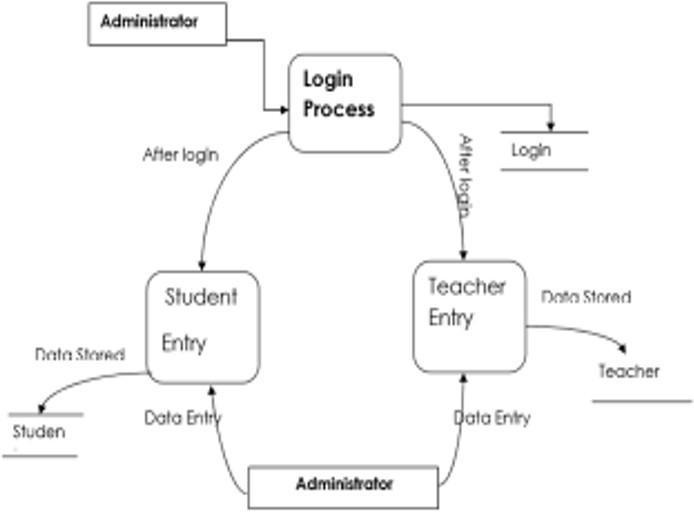 Administrator
Login
Process
After login
After login
Login
Student
Entry
Teacher
Entry
Data Stored
Data Stored
Teacher
Studen
Data Entry
Data Entry
Administrator